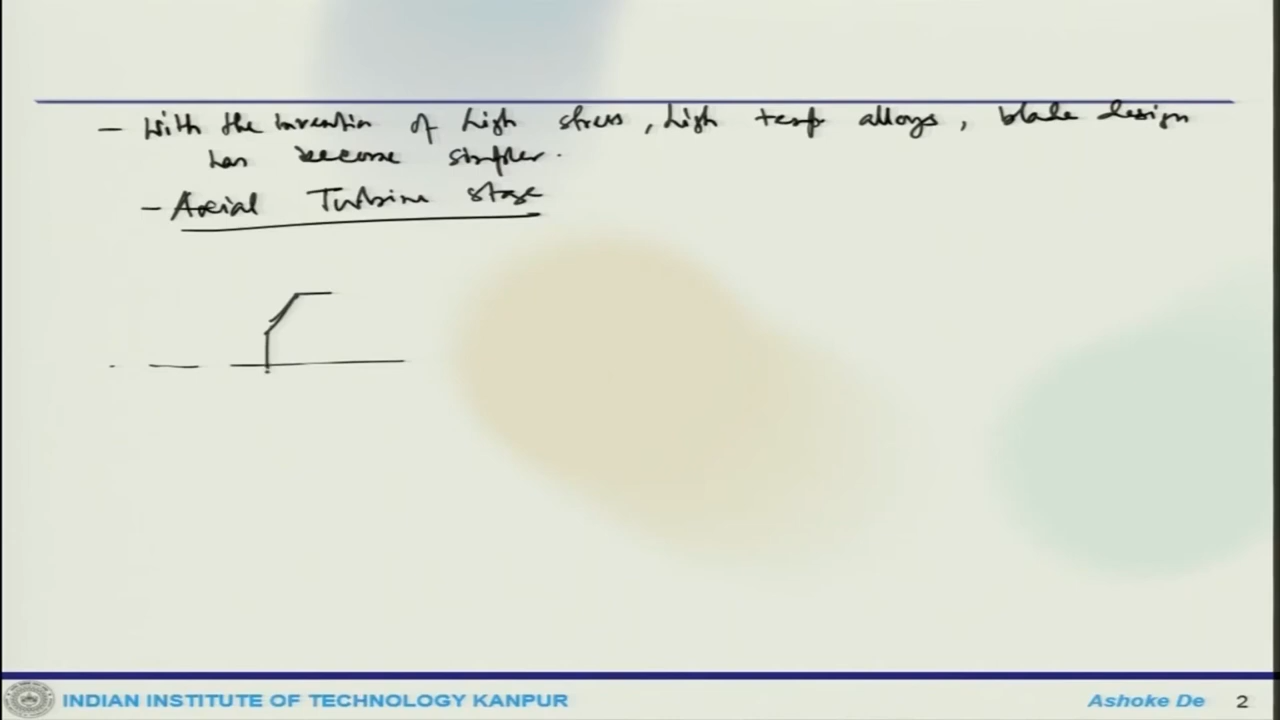 - With the invention of high stress, high temp alloys, blade design
has become simpler.
- Axial Turbine stage
INDIAN INSTITUTE OF TECHNOLOGY KANPUR
Ashoke De 2